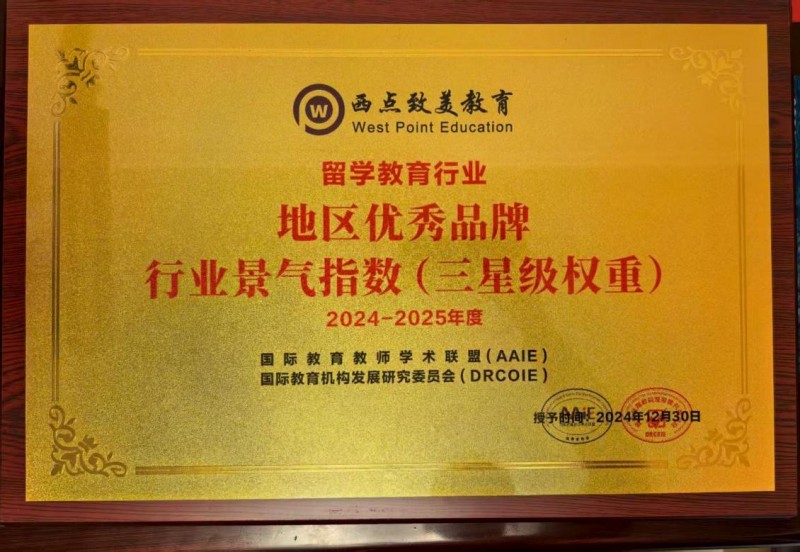 西点致美教育
West Point Education
留学教育行业
地区优秀品牌
行业景气指数(三星级权重)
2024-2025年度
国际教育教师学术联盟(AAIE)
国际教育机构发展研究委员会(DRCOIE)
AAIE
授予时间:2024年12月30日